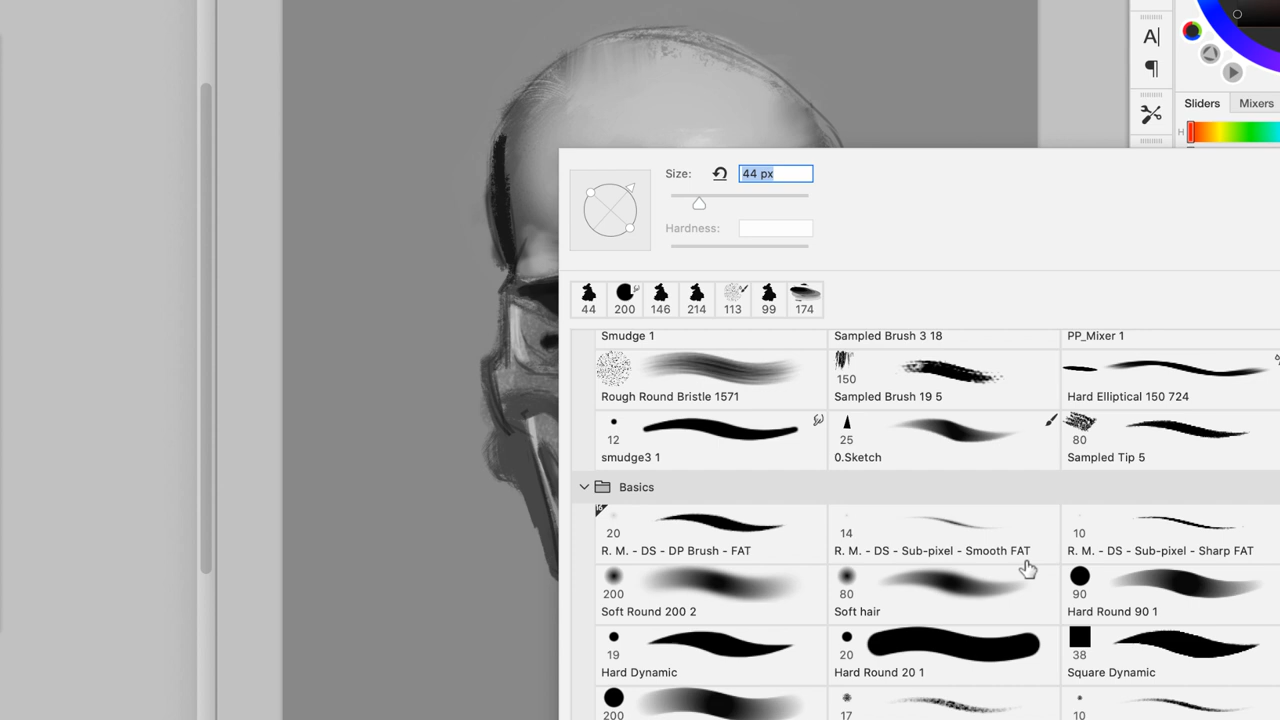 A|
¶
Sliders Mixers
H
Size: 44 px
Hardness:
44 200 146 214 113 99 174
Smudge 1 Sampled Brush 3 18 PP_Mixer 1
150
Rough Round Bristle 1571 Sampled Brush 19 5 Hard Elliptical 150 724
12 25 80
smudge3 1 0.Sketch Sampled Tip 5
Basics
20 14 10
R. M. - DS - DP Brush - FAT R. M. - DS - Sub-pixel - Smooth FAT R. M. - DS - Sub-pixel - Sharp FAT
200 80 90
Soft Round 200 2 Soft hair Hard Round 90 1
19 20 38
Hard Dynamic Hard Round 20 1 Square Dynamic
200 17 10